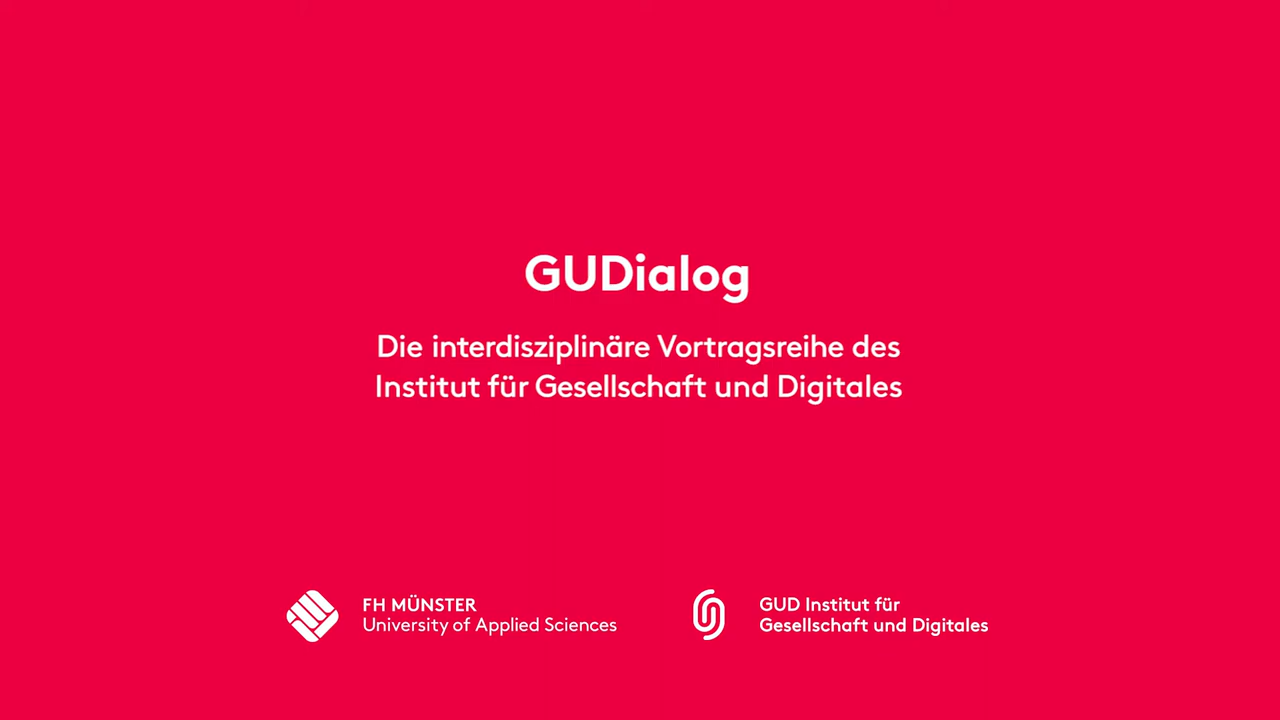 GUDialog
Die interdisziplinäre Vortragsreihe des
Institut für Gesellschaft und Digitales
FH MÜNSTER
University of Applied Sciences
GUD Institut für
Gesellschaft und Digitales